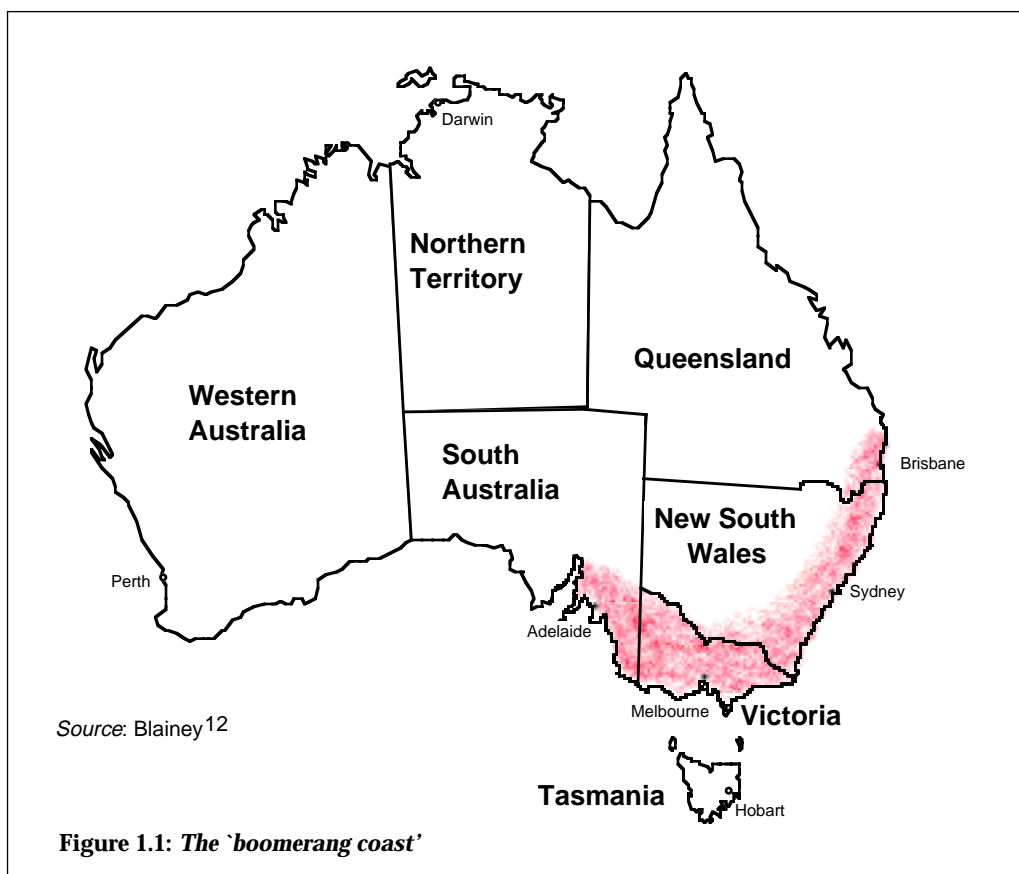 Darwin
Northern
Territory
Queensland
Western
Australia
South
Australia
Brisbane
New South
Wales
Perth
Sydney
Adelaide
Melbourne
Victoria
Source: Blainey12
Tasmania
Hobart
Figure 1.1: The `boomerang coast'